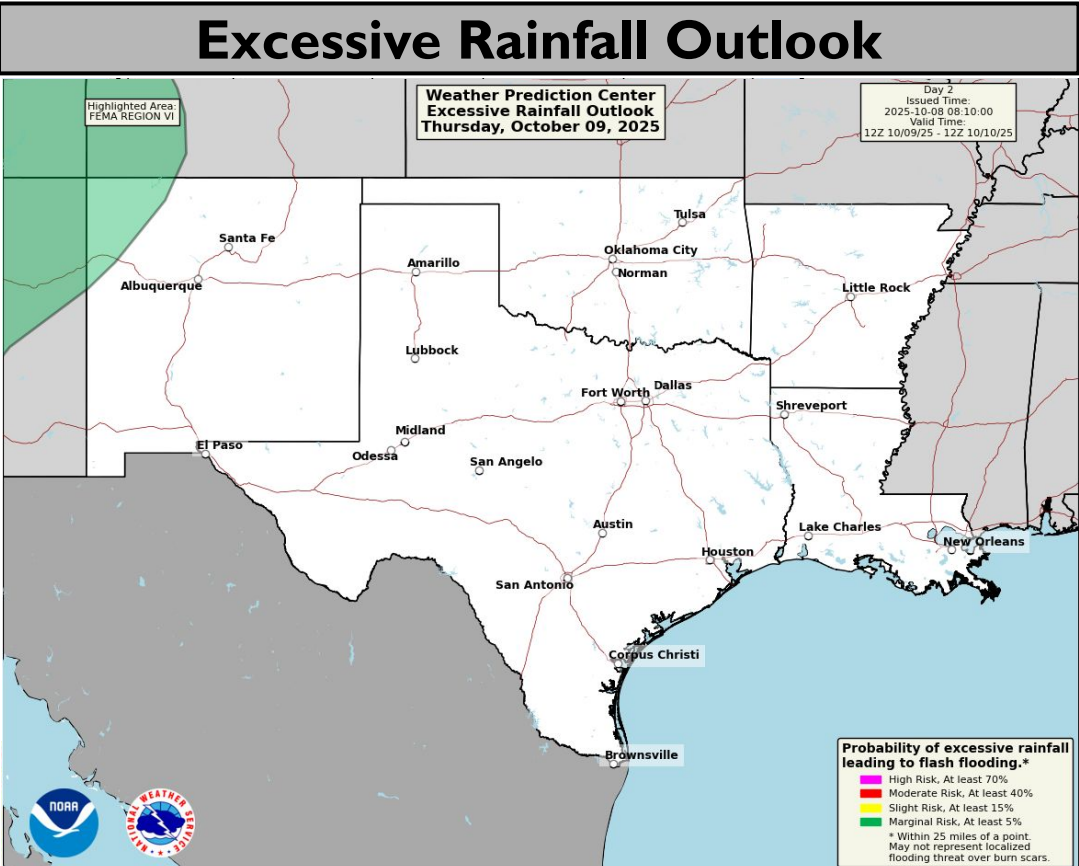 Excessive Rainfall Outlook
Highlighted Area:
FEMA REGION VI
Weather Prediction Center
Excessive Rainfall Outlook
Thursday, October 09, 2025
Day 2
Issued Time:
2025-10-08 08:10:00
Valid Time:
12Z 10/09/25 - 12Z 10/10/25
Tulsa
Santa Fe
Oklahoma City
Amarillo
Norman
Albuquerque
Little Rock
Lubbock
Dallas
Fort Worth
Shreveport
Midland
El Paso
Odessa
San Angelo
Austin
Lake Charles
New Orleans
Houston
San Antonio
Corpus Christi
Brownsville
Probability of excessive rainfall
leading to flash flooding.*
High Risk, At least 70%
Moderate Risk, At least 40%
Slight Risk, At least 15%
Marginal Risk, At least 5%
* Within 25 miles of a point.
May not represent localized
flooding threat over burn scars.
NOAA
NATIONAL WEATHER SERVICE